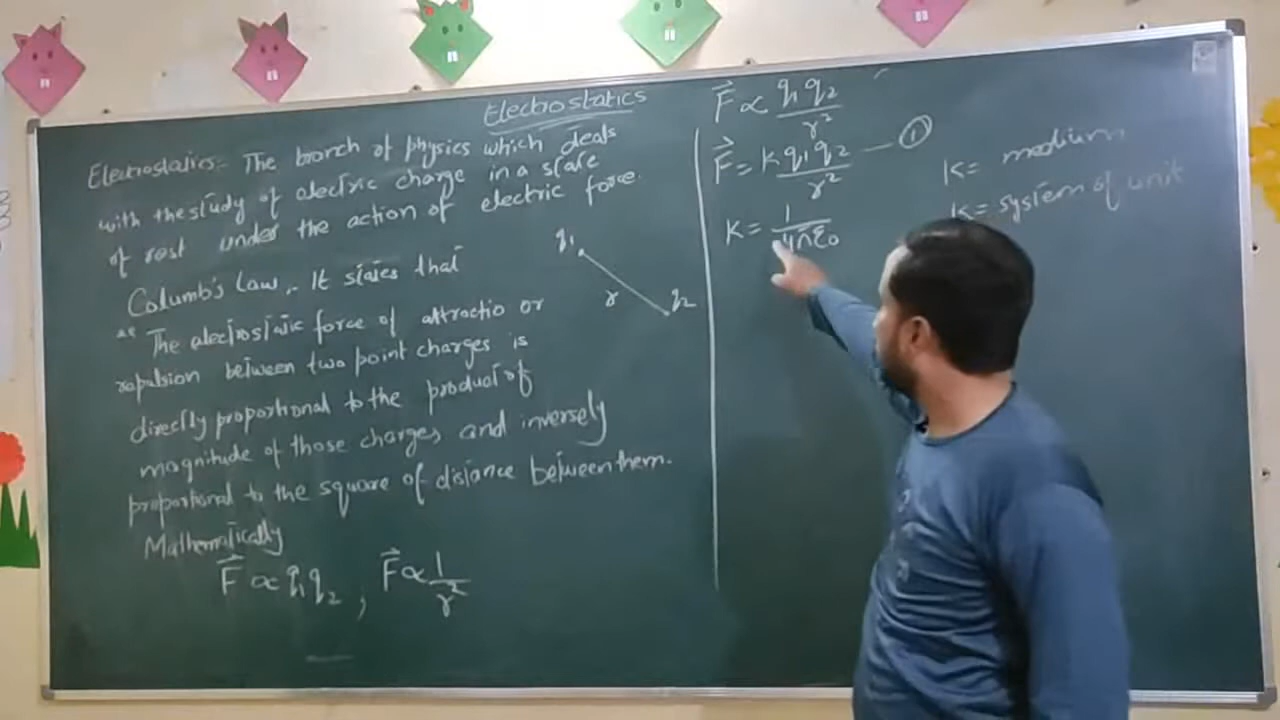 Electrostatics
Electrostatics:- The branch of physics which deals
with the study of electric charge in a state
of rest under the action of electric force.
Columb's Law:- It states that
" The electrostatic force of attractio or
repulsion between two point charges is
directly proportional to the product of
magnitude of those charges and inversely
proportional to the square of distance between them.
Mathematically
F⃗ ∝ q₁q₂ , F⃗ ∝ 1/r²
q₁
r
q₂
F⃗ ∝ q₁q₂/r²
F⃗ = K q₁q₂/r² — ①
K = 1/4πε₀
K = medium
K = system of unit